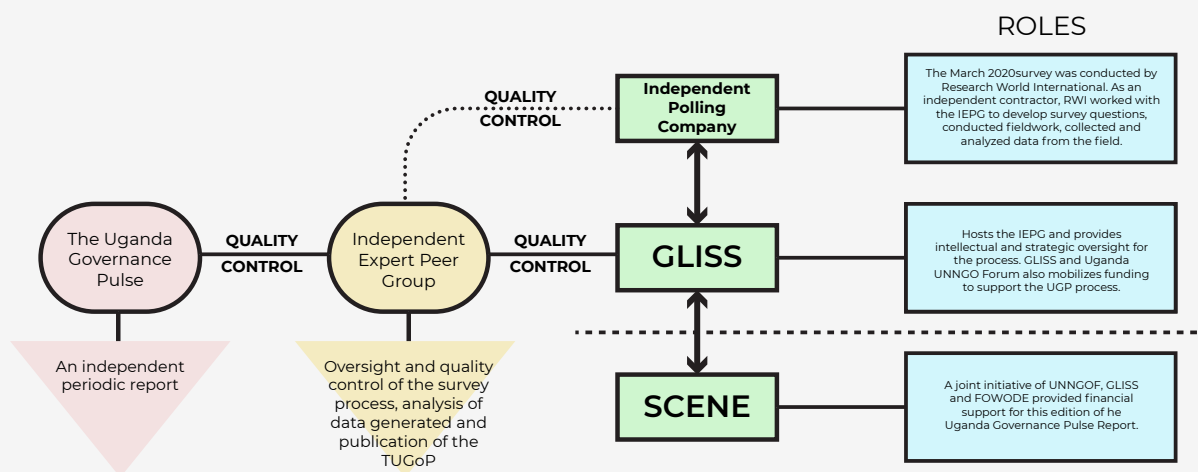 ROLES
The March 2020survey was conducted by
Research World International. As an
independent contractor, RWI worked with
the IEPG to develop survey questions,
conducted fieldwork, collected and
analyzed data from the field.
Independent
Polling
Company
QUALITY
CONTROL
The Uganda
Governance
Pulse
QUALITY
CONTROL
Independent
Expert Peer
Group
QUALITY
CONTROL
GLISS
Hosts the IEPG and provides
intellectual and strategic oversight for
the process. GLISS and Uganda
UNNGO Forum also mobilizes funding
to support the UGP process.
An independent
periodic report
Oversight and quality
control of the survey
process, analysis of
data generated and
publication of the
TUGoP
SCENE
A joint initiative of UNNGOF, GLISS
and FOWODE provided financial
support for this edition of he
Uganda Governance Pulse Report.